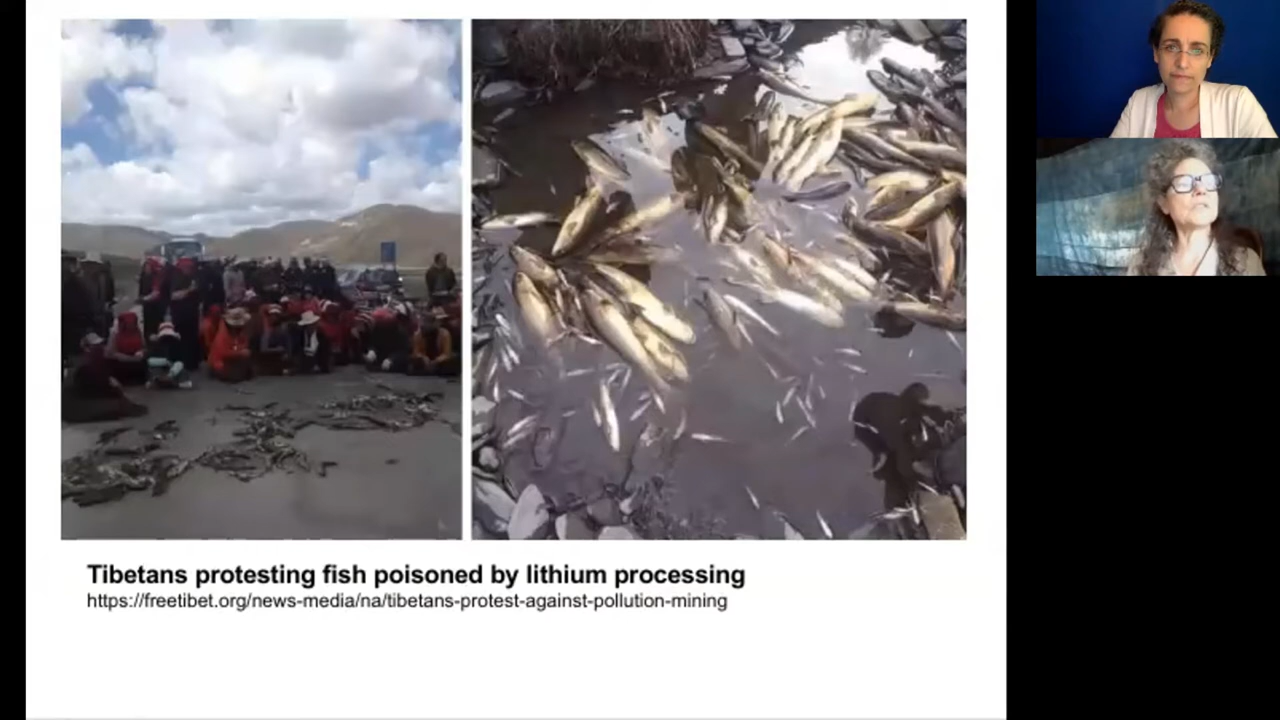 Tibetans protesting fish poisoned by lithium processing
https://freetibet.org/news-media/na/tibetans-protest-against-pollution-mining